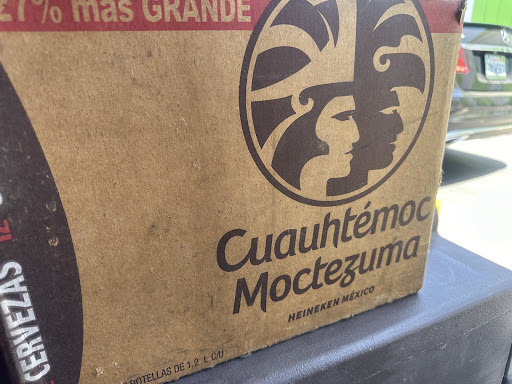 27% más GRANDE
Cuauhtémoc
Moctezuma
HEINEKEN MÉXICO
CERVEZAS
BOTELLAS DE 1.2 L C/U